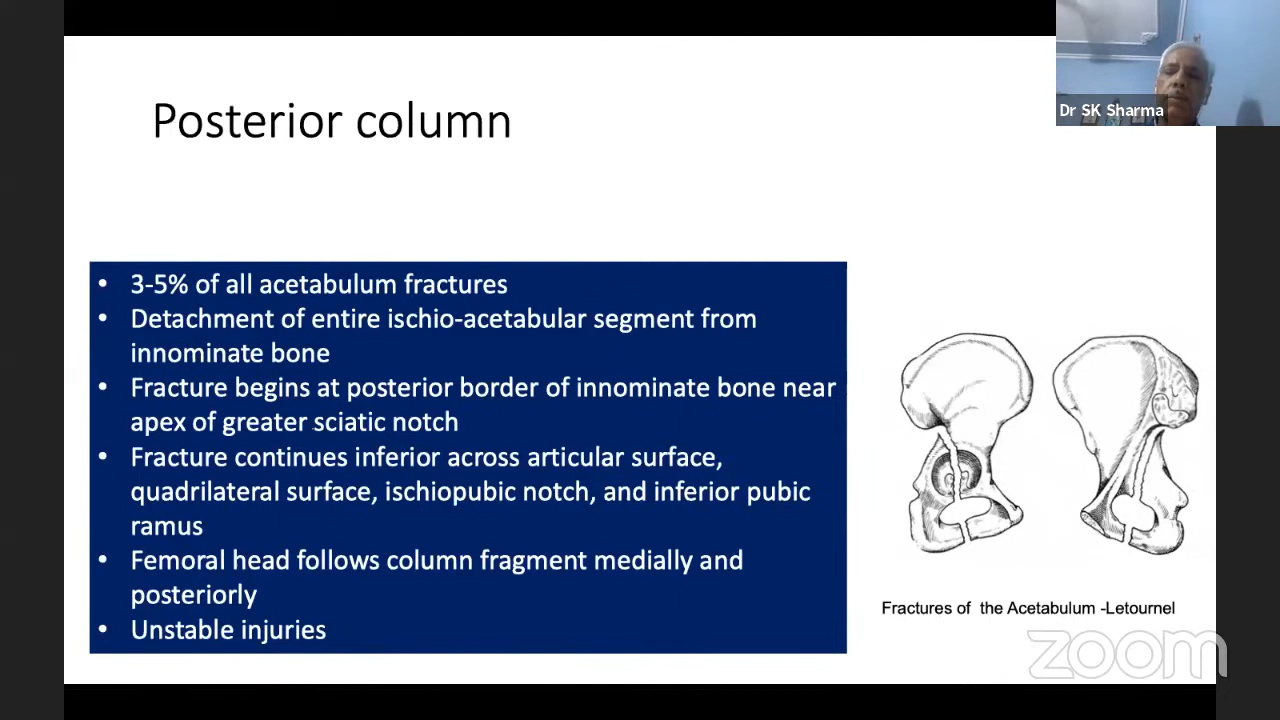 Posterior column
Dr SK Sharma
• 3-5% of all acetabulum fractures
• Detachment of entire ischio-acetabular segment from
innominate bone
• Fracture begins at posterior border of innominate bone near
apex of greater sciatic notch
• Fracture continues inferior across articular surface,
quadrilateral surface, ischiopubic notch, and inferior pubic
ramus
• Femoral head follows column fragment medially and
posteriorly
• Unstable injuries
Fractures of the Acetabulum -Letournel
zoom